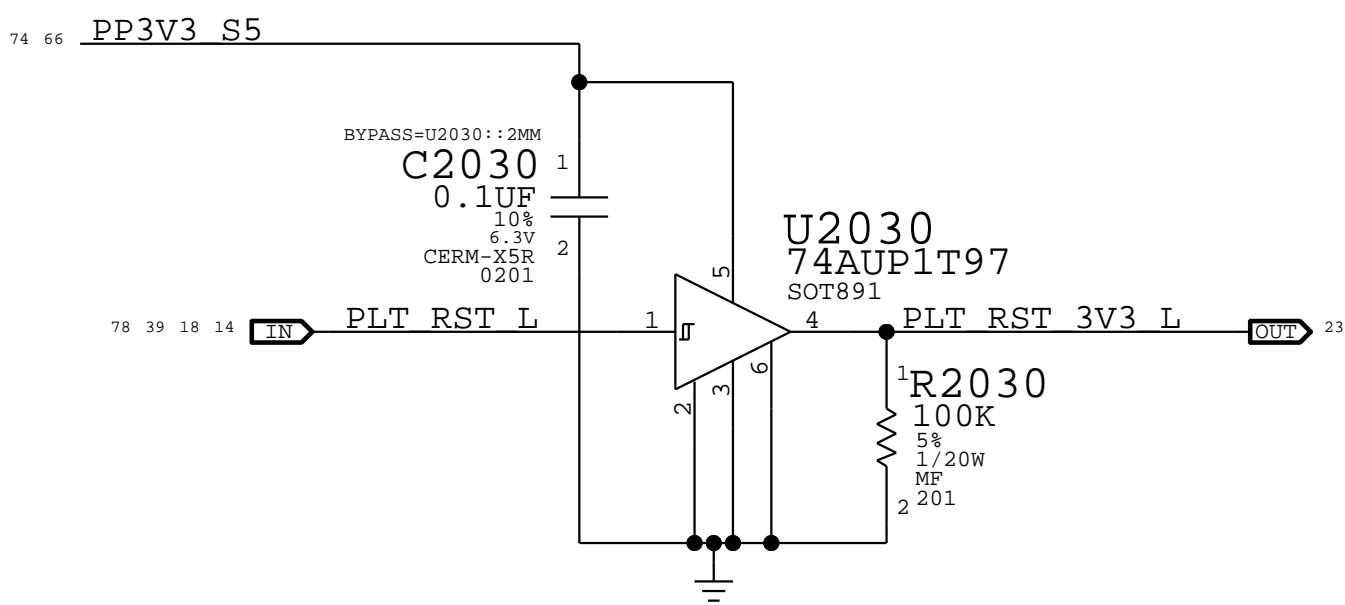 74 66 PP3V3_S5
BYPASS=U2030::2MM
C2030 1
0.1UF
10%
6.3V
CERM-X5R 2
0201
U2030
74AUP1T97
SOT891
5
78 39 18 14 IN PLT_RST_L 1 4 PLT_RST_3V3_L OUT 23
2 3 6
1 R2030
100K
5%
1/20W
MF
201
2